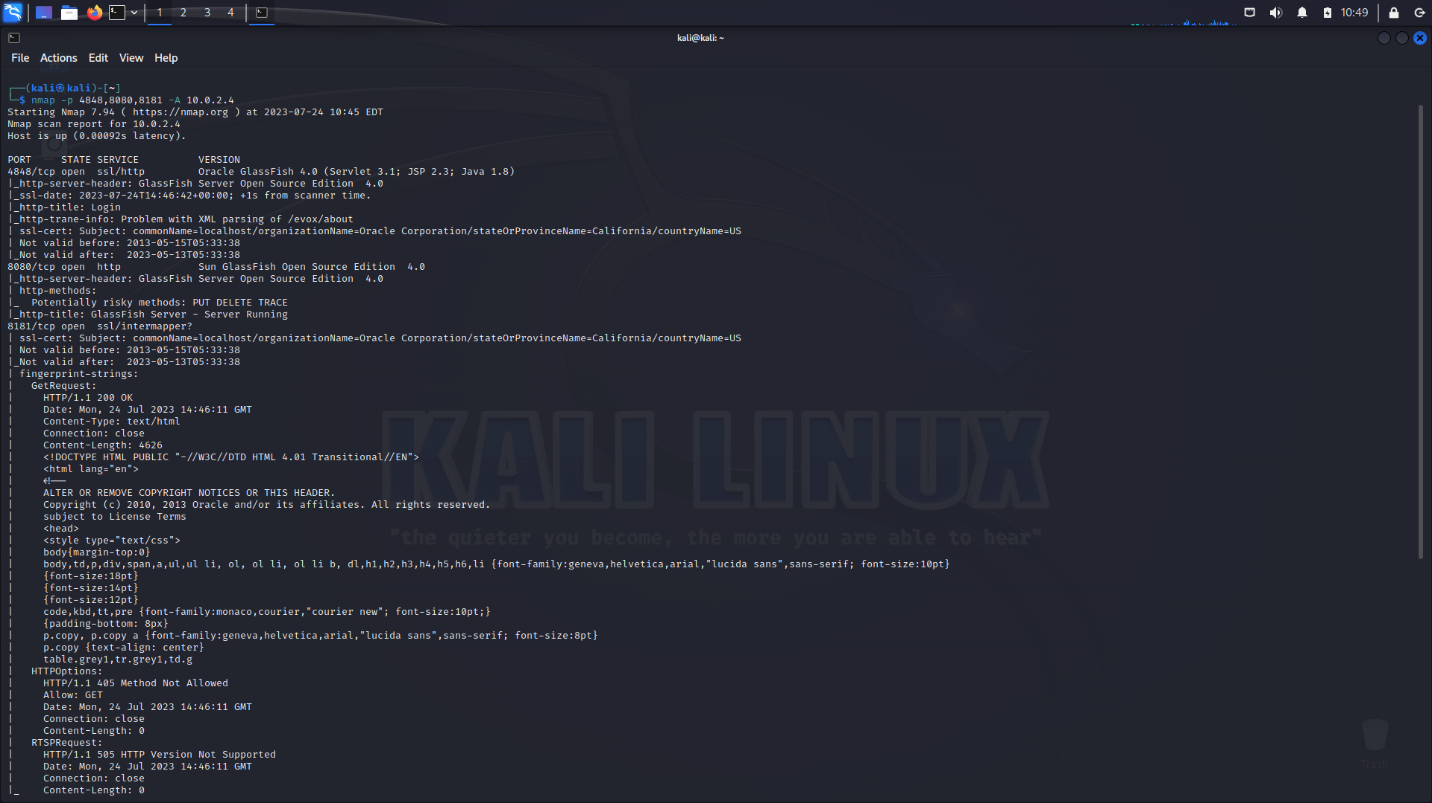 1 2 3 4 10:49
kali@kali: ~
File Actions Edit View Help
┌──(kali㉿kali)-[~]
└─$ nmap -p 4848,8080,8181 -A 10.0.2.4
Starting Nmap 7.94 ( https://nmap.org ) at 2023-07-24 10:45 EDT
Nmap scan report for 10.0.2.4
Host is up (0.00092s latency).
PORT     STATE SERVICE          VERSION
4848/tcp open  ssl/http         Oracle GlassFish 4.0 (Servlet 3.1; JSP 2.3; Java 1.8)
|_http-server-header: GlassFish Server Open Source Edition  4.0
|_ssl-date: 2023-07-24T14:46:42+00:00; +1s from scanner time.
|_http-title: Login
|_http-trane-info: Problem with XML parsing of /evox/about
| ssl-cert: Subject: commonName=localhost/organizationName=Oracle Corporation/stateOrProvinceName=California/countryName=US
| Not valid before: 2013-05-15T05:33:38
|_Not valid after:  2023-05-13T05:33:38
8080/tcp open  http             Sun GlassFish Open Source Edition  4.0
|_http-server-header: GlassFish Server Open Source Edition  4.0
| http-methods:
|_  Potentially risky methods: PUT DELETE TRACE
|_http-title: GlassFish Server - Server Running
8181/tcp open  ssl/intermapper?
| ssl-cert: Subject: commonName=localhost/organizationName=Oracle Corporation/stateOrProvinceName=California/countryName=US
| Not valid before: 2013-05-15T05:33:38
|_Not valid after:  2023-05-13T05:33:38
| fingerprint-strings:
|   GetRequest:
|     HTTP/1.1 200 OK
|     Date: Mon, 24 Jul 2023 14:46:11 GMT
|     Content-Type: text/html
|     Connection: close
|     Content-Length: 4626
|     <!DOCTYPE HTML PUBLIC "-//W3C//DTD HTML 4.01 Transitional//EN">
|     <html lang="en">
|     <!--
|     ALTER OR REMOVE COPYRIGHT NOTICES OR THIS HEADER.
|     Copyright (c) 2010, 2013 Oracle and/or its affiliates. All rights reserved.
|     subject to License Terms
|     <head>
|     <style type="text/css">
|     body{margin-top:0}
|     body,td,p,div,span,a,ul,ul li, ol, ol li, ol li b, dl,h1,h2,h3,h4,h5,h6,li {font-family:geneva,helvetica,arial,"lucida sans",sans-serif; font-size:10pt}
|     {font-size:18pt}
|     {font-size:14pt}
|     {font-size:12pt}
|     code,kbd,tt,pre {font-family:monaco,courier,"courier new"; font-size:10pt;}
|     {padding-bottom: 8px}
|     p.copy, p.copy a {font-family:geneva,helvetica,arial,"lucida sans",sans-serif; font-size:8pt}
|     p.copy {text-align: center}
|     table.grey1,tr.grey1,td.g
|   HTTPOptions:
|     HTTP/1.1 405 Method Not Allowed
|     Allow: GET
|     Date: Mon, 24 Jul 2023 14:46:11 GMT
|     Connection: close
|     Content-Length: 0
|   RTSPRequest:
|     HTTP/1.1 505 HTTP Version Not Supported
|     Date: Mon, 24 Jul 2023 14:46:11 GMT
|     Connection: close
|_    Content-Length: 0
KALI LINUX
"the quieter you become, the more you are able to hear"
Trash